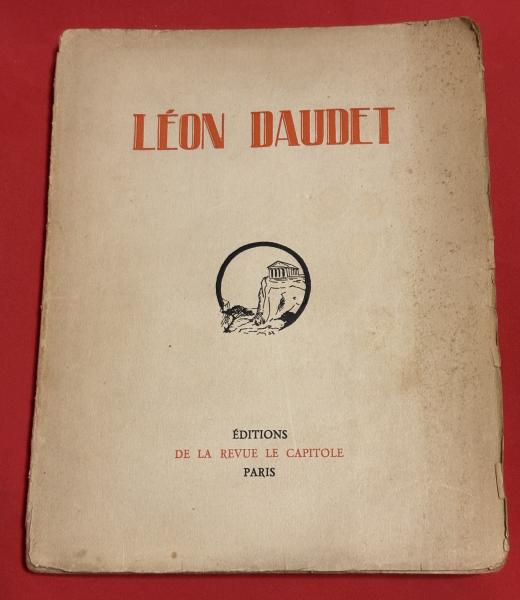 LÉON DAUDET
ÉDITIONS
DE LA REVUE LE CAPITOLE
PARIS